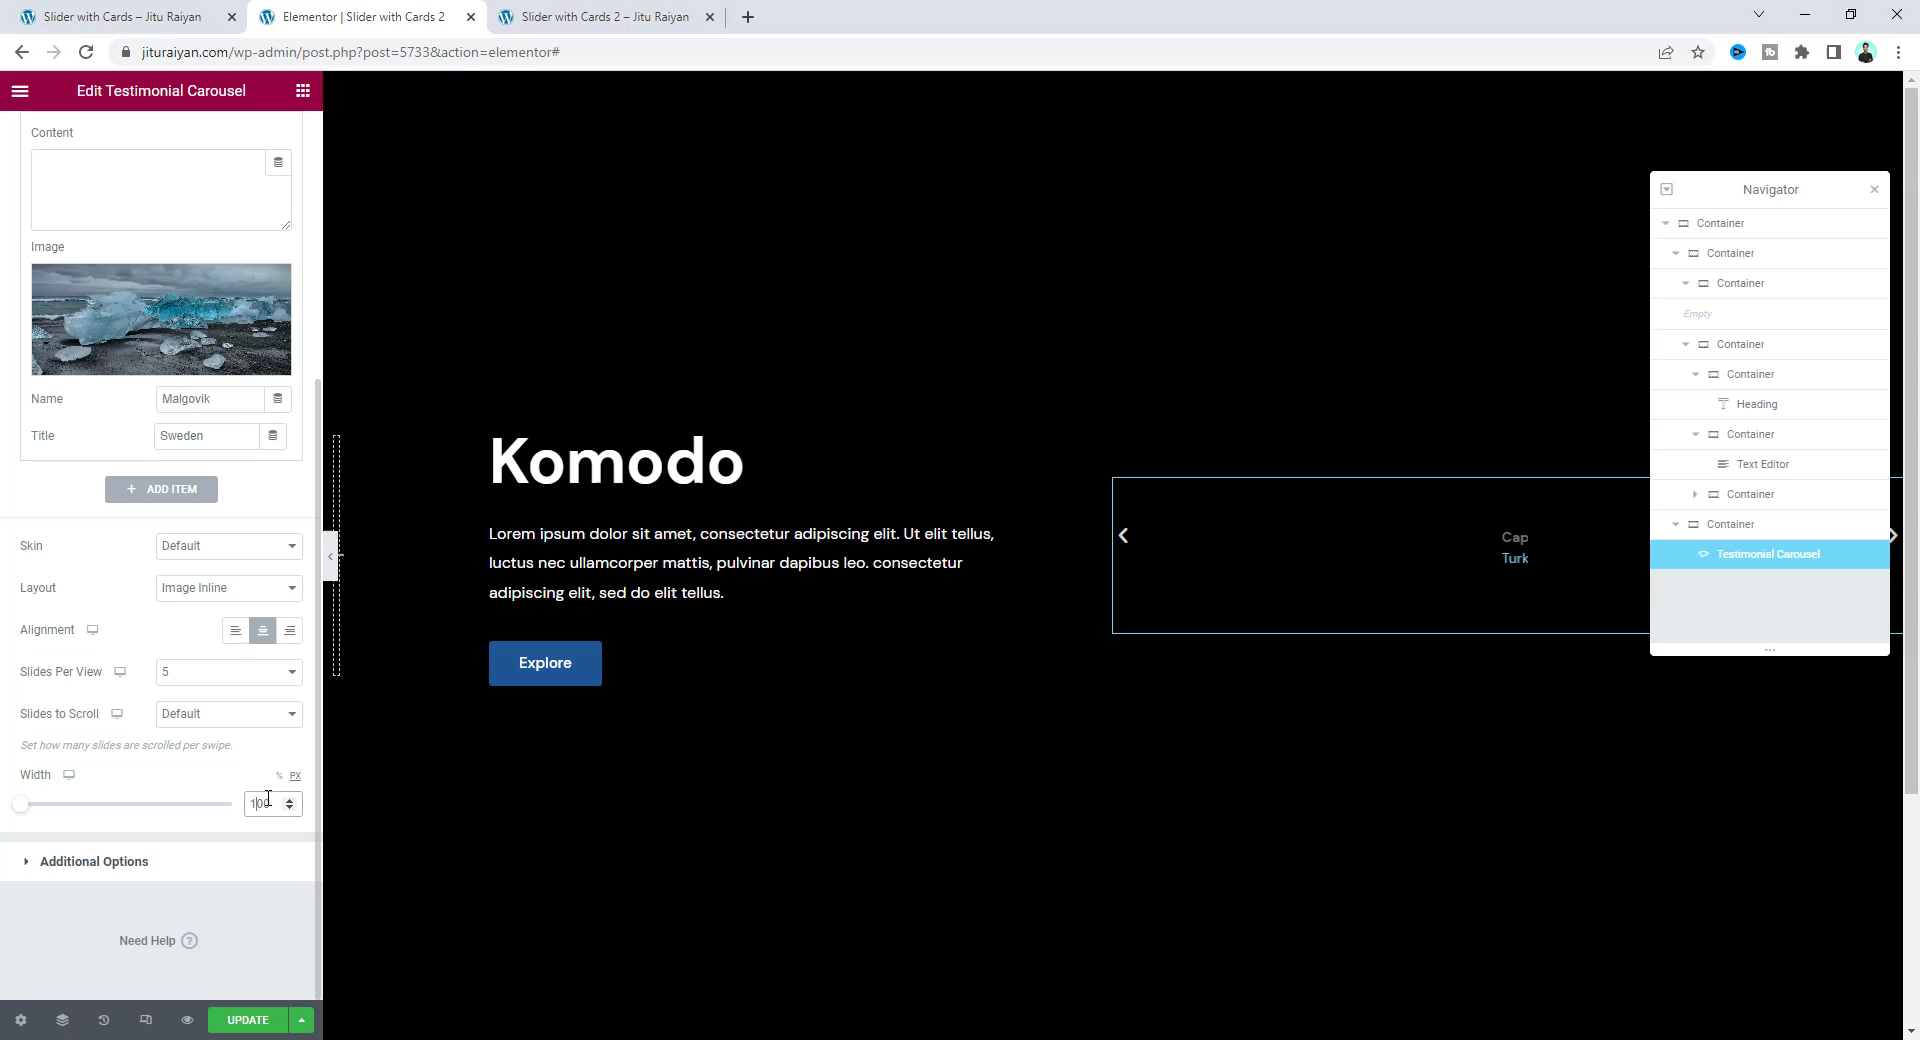 Slider with Cards – Jitu Raiyan
Elementor | Slider with Cards 2
Slider with Cards 2 – Jitu Raiyan
jituraiyan.com/wp-admin/post.php?post=5733&action=elementor#
Edit Testimonial Carousel
Content
Image
Name
Malgovik
Title
Sweden
+ ADD ITEM
Skin
Default
Layout
Image Inline
Alignment
Slides Per View
5
Slides to Scroll
Default
Set how many slides are scrolled per swipe.
Width
% PX
100
Additional Options
Need Help ?
UPDATE
Komodo
Lorem ipsum dolor sit amet, consectetur adipiscing elit. Ut elit tellus,
luctus nec ullamcorper mattis, pulvinar dapibus leo. consectetur
adipiscing elit, sed do elit tellus.
Explore
Cap
Turk
Navigator
Container
Container
Container
Empty
Container
Container
Heading
Container
Text Editor
Container
Container
Testimonial Carousel